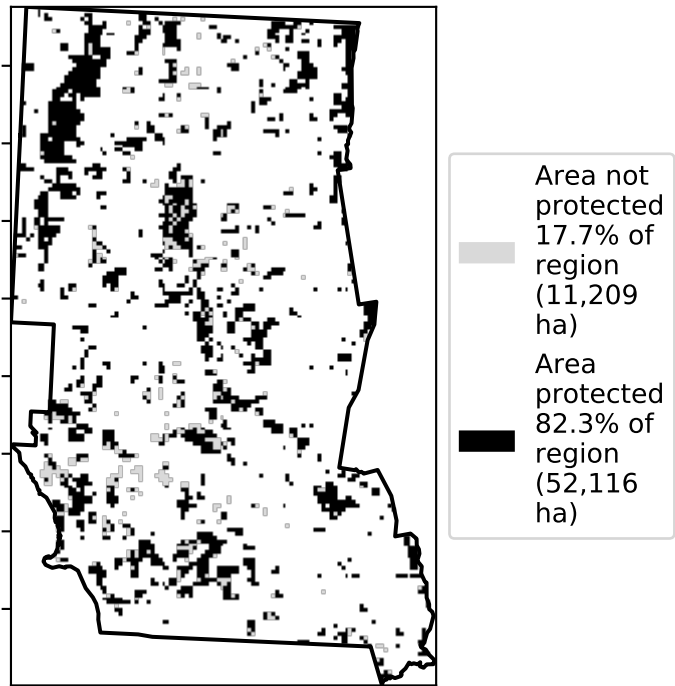 Area not
protected
17.7% of
region
(11,209
ha)
Area
protected
82.3% of
region
(52,116
ha)